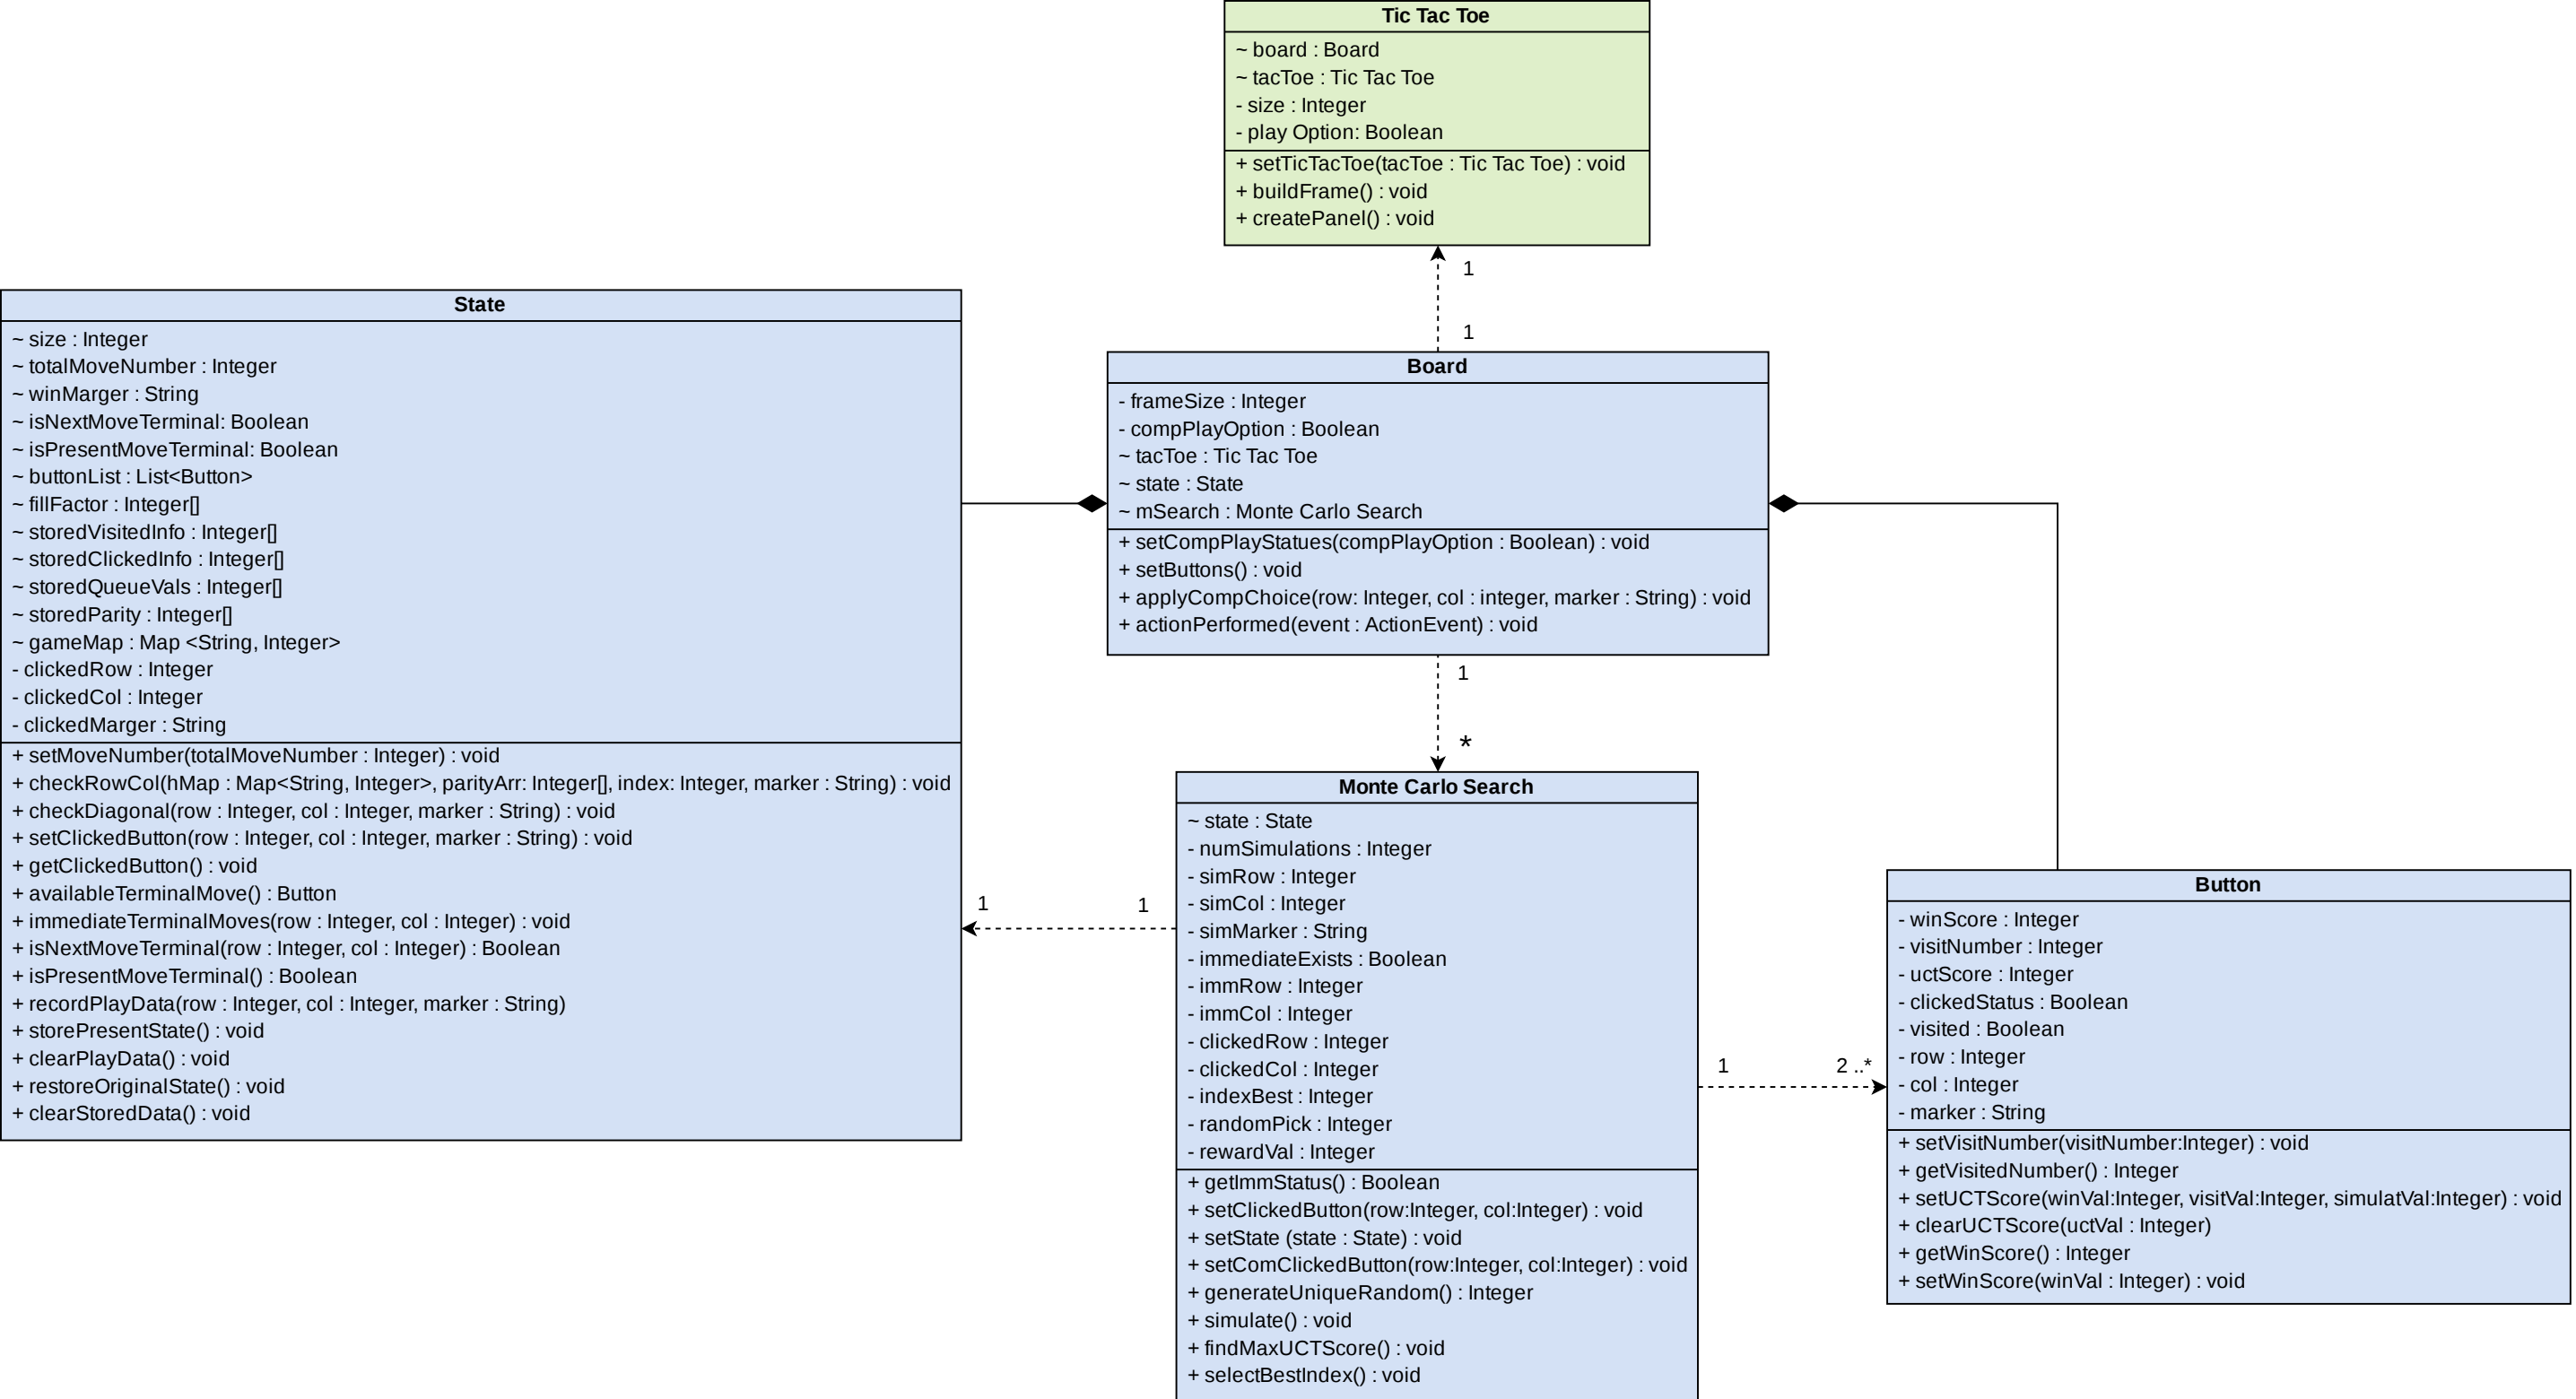 Tic Tac Toe
~ board : Board
~ tacToe : Tic Tac Toe
- size : Integer
- play Option: Boolean
+ setTicTacToe(tacToe : Tic Tac Toe) : void
+ buildFrame() : void
+ createPanel() : void
1
1
State
~ size : Integer
~ totalMoveNumber : Integer
~ winMarger : String
~ isNextMoveTerminal: Boolean
~ isPresentMoveTerminal: Boolean
~ buttonList : List<Button>
~ fillFactor : Integer[]
~ storedVisitedInfo : Integer[]
~ storedClickedInfo : Integer[]
~ storedQueueVals : Integer[]
~ storedParity : Integer[]
~ gameMap : Map <String, Integer>
- clickedRow : Integer
- clickedCol : Integer
- clickedMarger : String
+ setMoveNumber(totalMoveNumber : Integer) : void
+ checkRowCol(hMap : Map<String, Integer>, parityArr: Integer[], index: Integer, marker : String) : void
+ checkDiagonal(row : Integer, col : Integer, marker : String) : void
+ setClickedButton(row : Integer, col : Integer, marker : String) : void
+ getClickedButton() : void
+ availableTerminalMove() : Button
+ immediateTerminalMoves(row : Integer, col : Integer) : void
+ isNextMoveTerminal(row : Integer, col : Integer) : Boolean
+ isPresentMoveTerminal() : Boolean
+ recordPlayData(row : Integer, col : Integer, marker : String)
+ storePresentState() : void
+ clearPlayData() : void
+ restoreOriginalState() : void
+ clearStoredData() : void
Board
- frameSize : Integer
- compPlayOption : Boolean
~ tacToe : Tic Tac Toe
~ state : State
~ mSearch : Monte Carlo Search
+ setCompPlayStatues(compPlayOption : Boolean) : void
+ setButtons() : void
+ applyCompChoice(row: Integer, col : integer, marker : String) : void
+ actionPerformed(event : ActionEvent) : void
1
*
Monte Carlo Search
~ state : State
- numSimulations : Integer
- simRow : Integer
- simCol : Integer
- simMarker : String
- immediateExists : Boolean
- immRow : Integer
- immCol : Integer
- clickedRow : Integer
- clickedCol : Integer
- indexBest : Integer
- randomPick : Integer
- rewardVal : Integer
+ getImmStatus() : Boolean
+ setClickedButton(row:Integer, col:Integer) : void
+ setState (state : State) : void
+ setComClickedButton(row:Integer, col:Integer) : void
+ generateUniqueRandom() : Integer
+ simulate() : void
+ findMaxUCTScore() : void
+ selectBestIndex() : void
1
1
1
2 ..*
Button
- winScore : Integer
- visitNumber : Integer
- uctScore : Integer
- clickedStatus : Boolean
- visited : Boolean
- row : Integer
- col : Integer
- marker : String
+ setVisitNumber(visitNumber:Integer) : void
+ getVisitedNumber() : Integer
+ setUCTScore(winVal:Integer, visitVal:Integer, simulatVal:Integer) : void
+ clearUCTScore(uctVal : Integer)
+ getWinScore() : Integer
+ setWinScore(winVal : Integer) : void